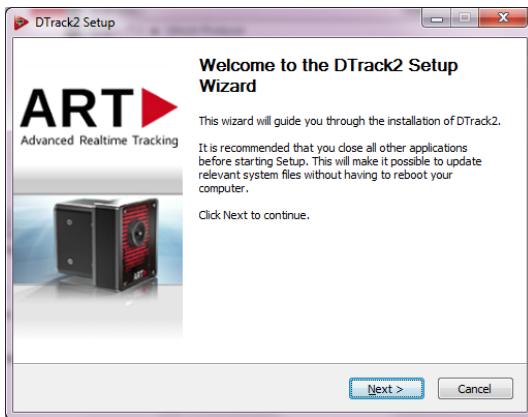 DTrack2 Setup
ART
Advanced Realtime Tracking
Welcome to the DTrack2 Setup
Wizard
This wizard will guide you through the installation of DTrack2.
It is recommended that you close all other applications
before starting Setup. This will make it possible to update
relevant system files without having to reboot your
computer.
Click Next to continue.
ART
Next >
Cancel